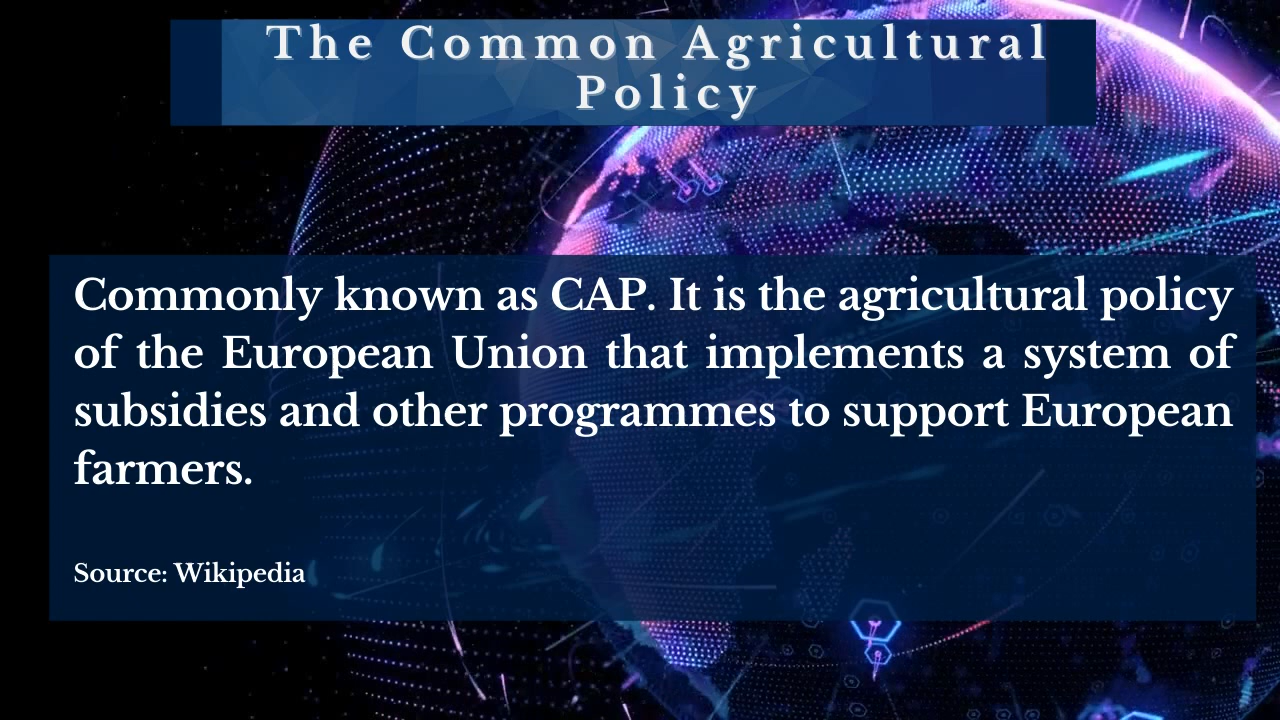 The Common Agricultural
Policy
Commonly known as CAP. It is the agricultural policy
of the European Union that implements a system of
subsidies and other programmes to support European
farmers.
Source: Wikipedia